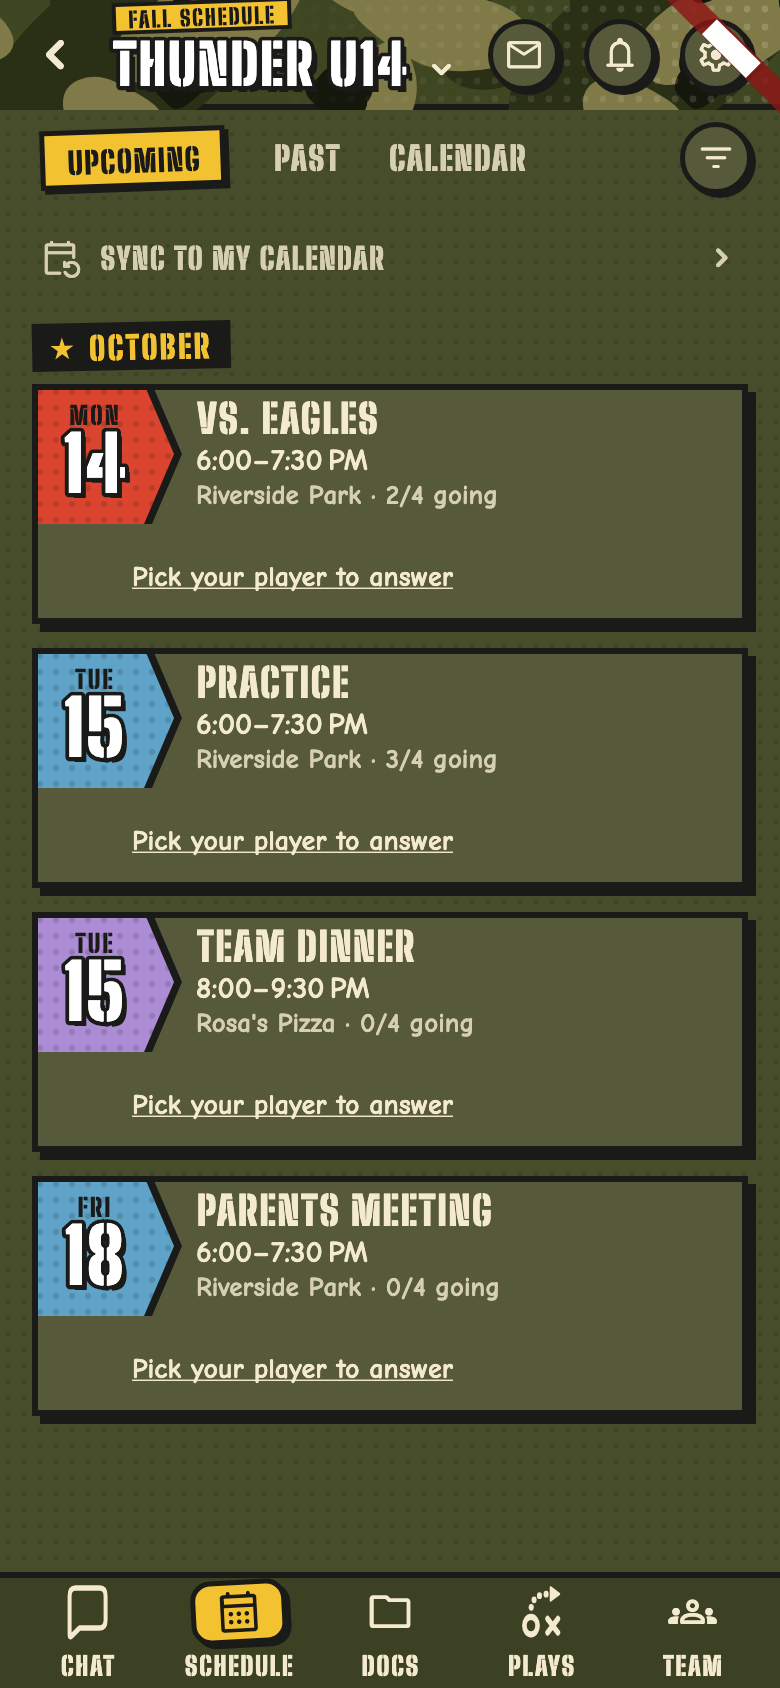 FALL SCHEDULE
THUNDER U14
UPCOMING
PAST
CALENDAR
SYNC TO MY CALENDAR
★ OCTOBER
MON
14
VS. EAGLES
6:00–7:30 PM
Riverside Park · 2/4 going
Pick your player to answer
TUE
15
PRACTICE
6:00–7:30 PM
Riverside Park · 3/4 going
Pick your player to answer
TUE
15
TEAM DINNER
8:00–9:30 PM
Rosa's Pizza · 0/4 going
Pick your player to answer
FRI
18
PARENTS MEETING
6:00–7:30 PM
Riverside Park · 0/4 going
Pick your player to answer
CHAT
SCHEDULE
DOCS
PLAYS
TEAM